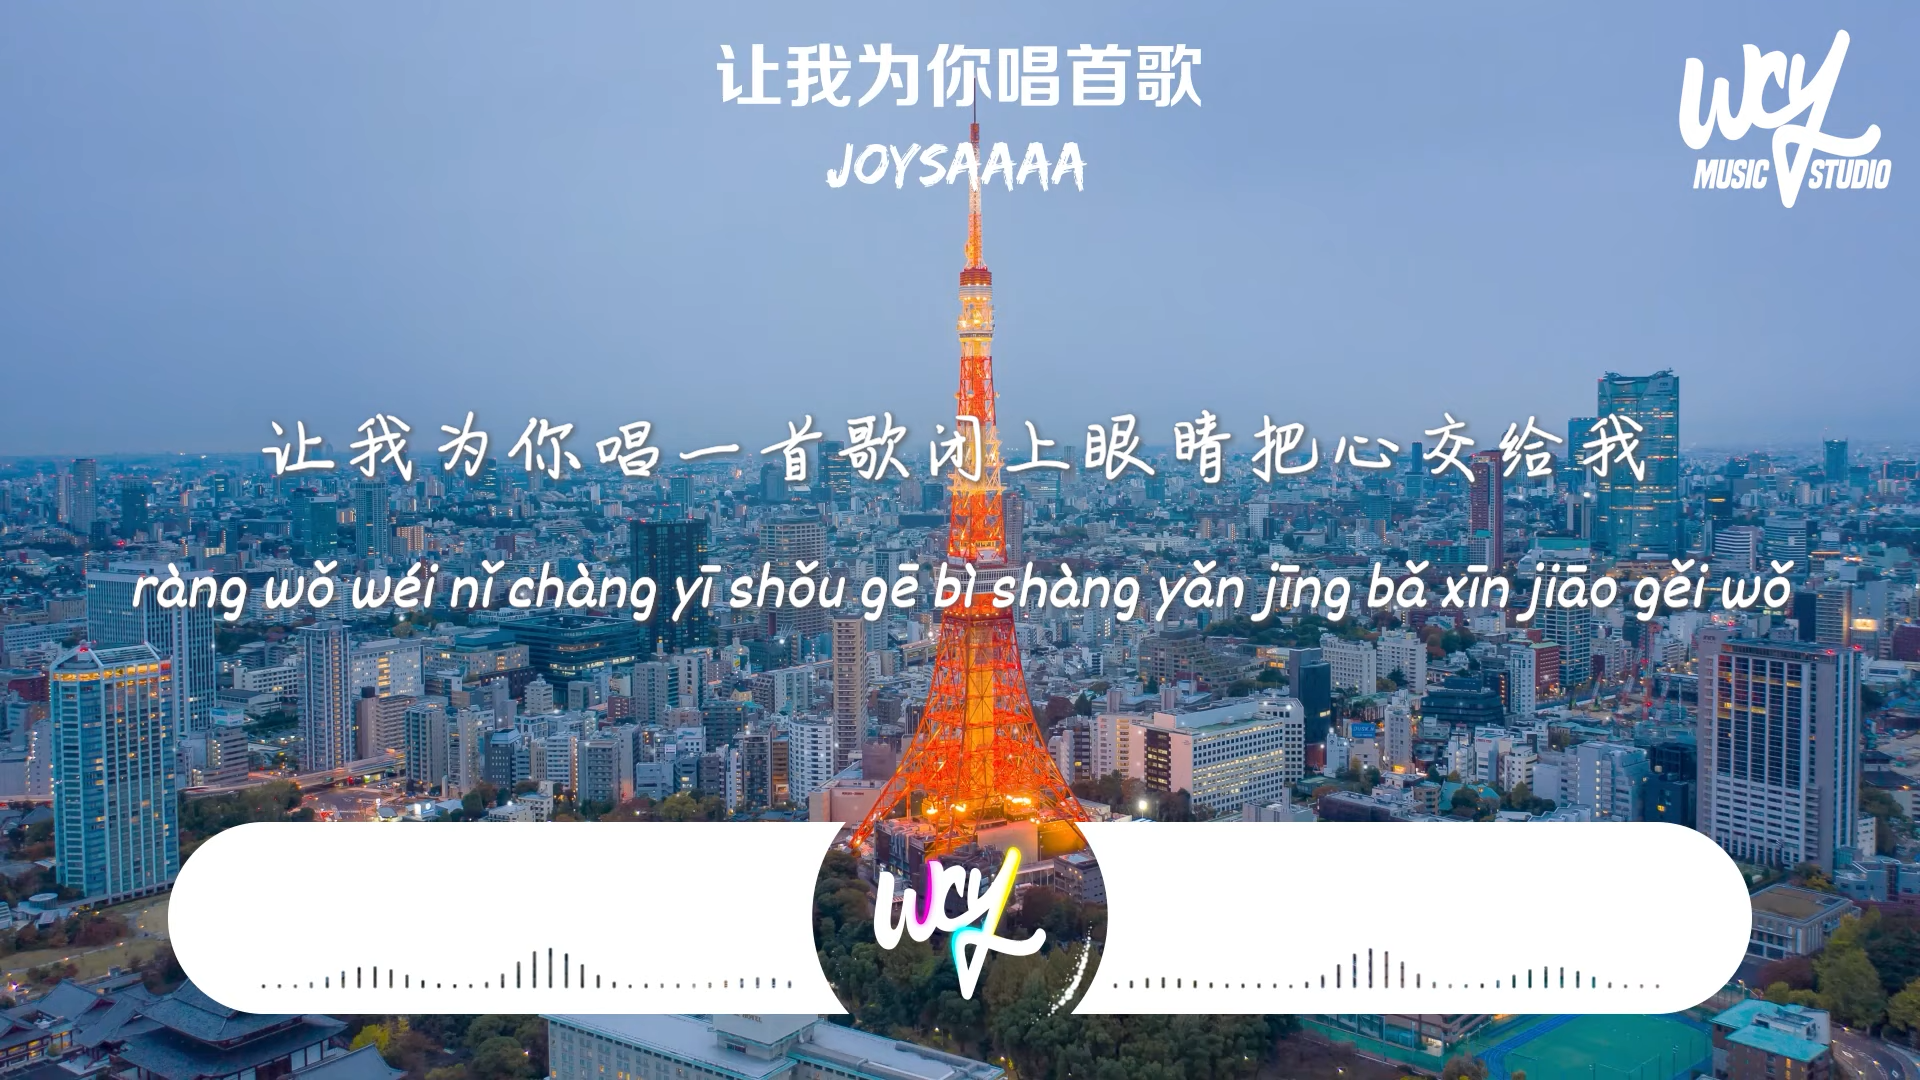 让我为你唱首歌
JOYSAAAA
wcy
MUSIC STUDIO
让我为你唱一首歌闭上眼睛把心交给我
ràng wǒ wéi nǐ chàng yī shǒu gē bì shàng yǎn jīng bǎ xīn jiāo gěi wǒ
wcy